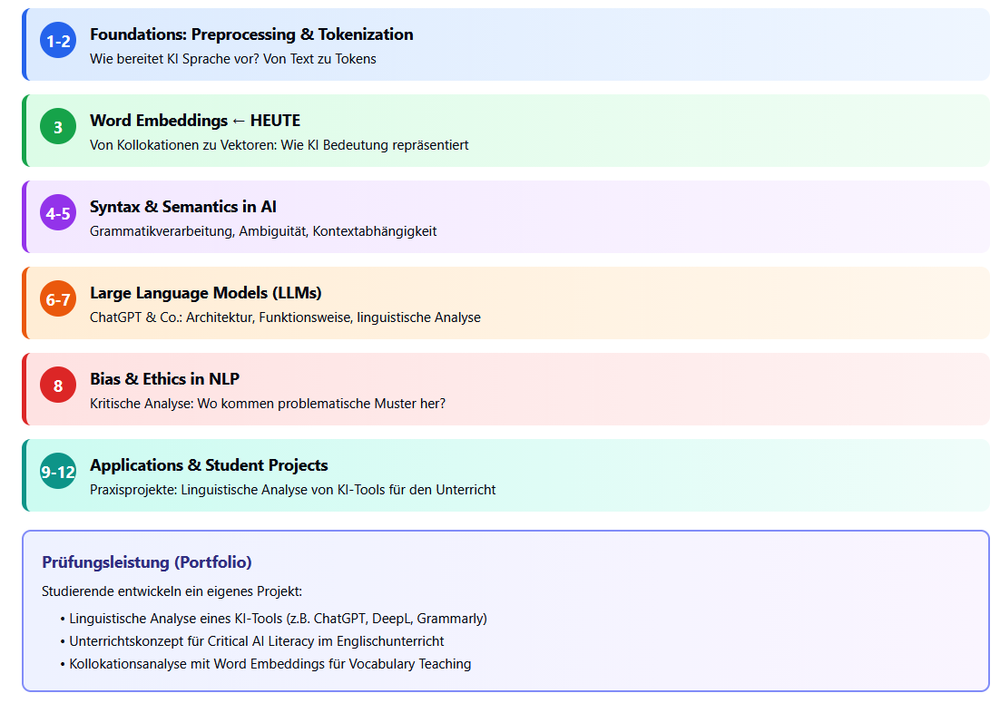 1-2
Foundations: Preprocessing & Tokenization
Wie bereitet KI Sprache vor? Von Text zu Tokens
3
Word Embeddings ← HEUTE
Von Kollokationen zu Vektoren: Wie KI Bedeutung repräsentiert
4-5
Syntax & Semantics in AI
Grammatikverarbeitung, Ambiguität, Kontextabhängigkeit
6-7
Large Language Models (LLMs)
ChatGPT & Co.: Architektur, Funktionsweise, linguistische Analyse
8
Bias & Ethics in NLP
Kritische Analyse: Wo kommen problematische Muster her?
9-12
Applications & Student Projects
Praxisprojekte: Linguistische Analyse von KI-Tools für den Unterricht
Prüfungsleistung (Portfolio)
Studierende entwickeln ein eigenes Projekt:
• Linguistische Analyse eines KI-Tools (z.B. ChatGPT, DeepL, Grammarly)
• Unterrichtskonzept für Critical AI Literacy im Englischunterricht
• Kollokationsanalyse mit Word Embeddings für Vocabulary Teaching